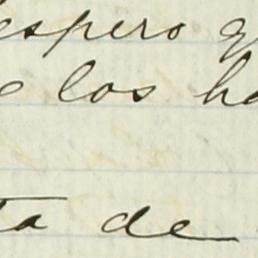 espero q
los ha
ta de